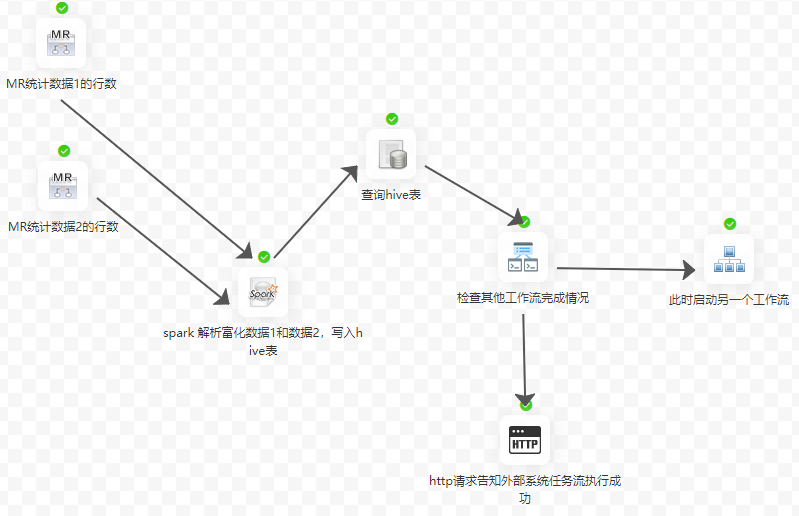 MR
MR统计数据1的行数
MR
MR统计数据2的行数
查询hive表
Spark
spark 解析富化数据1和数据2，写入h
ive表
检查其他工作流完成情况
此时启动另一个工作流
HTTP
http请求告知外部系统任务流执行成
功